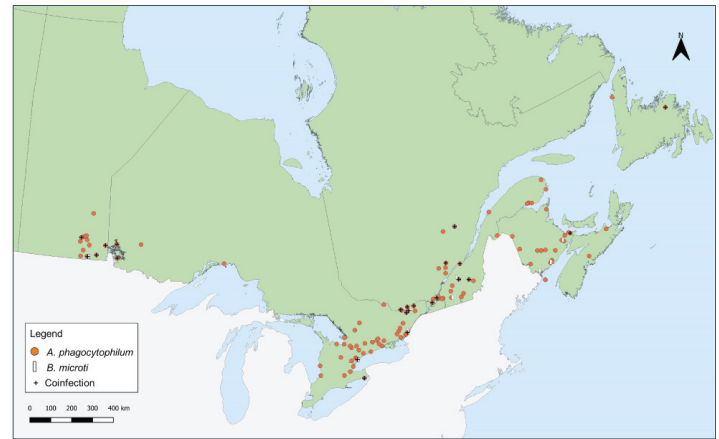 N
Legend
A. phagocytophilum
B. microti
Coinfection
0 100 200 300 400 km